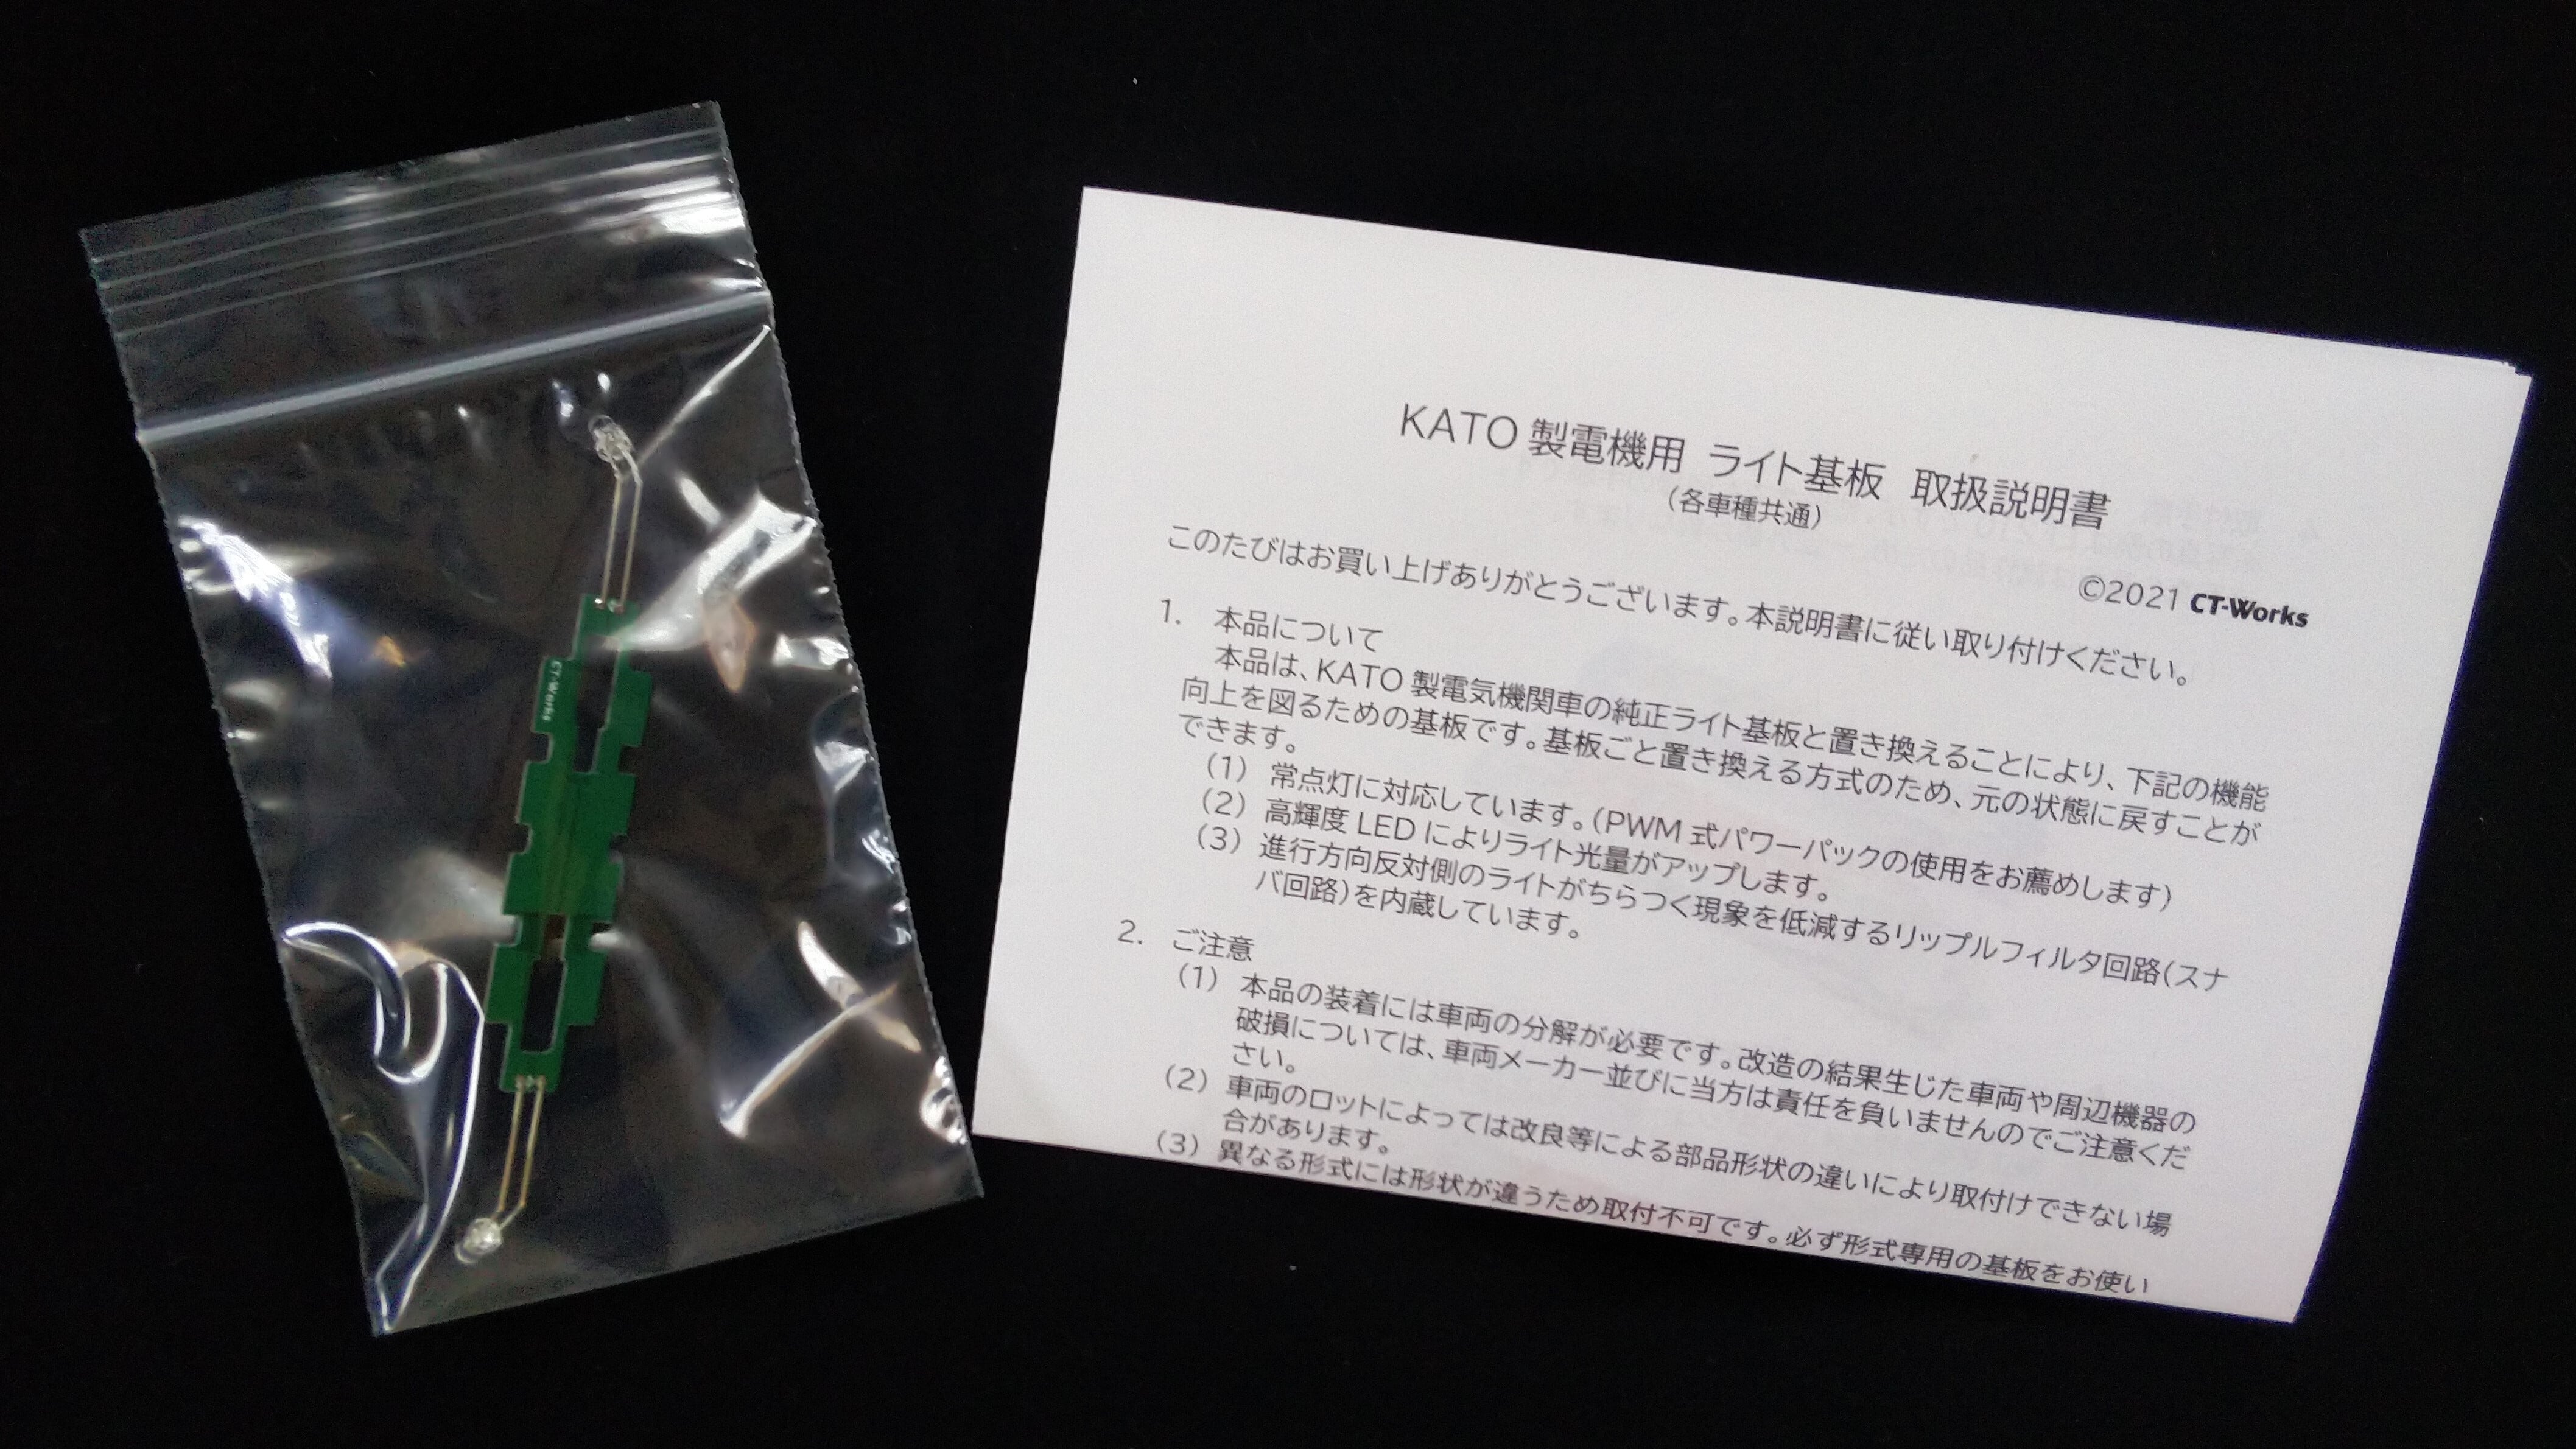 CT-Works
KATO 製電機用 ライト基板 取扱説明書
(各車種共通)
©2021 CT-Works
このたびはお買い上げありがとうございます。本説明書に従い取り付けください。
1. 本品について
本品は、KATO 製電気機関車の純正ライト基板と置き換えることにより、下記の機能
向上を図るための基板です。基板ごと置き換える方式のため、元の状態に戻すことが
できます。
(1) 常点灯に対応しています。(PWM 式パワーパックの使用をお薦めします)
(2) 高輝度 LED によりライト光量がアップします。
(3) 進行方向反対側のライトがちらつく現象を低減するリップルフィルタ回路(スナ
バ回路)を内蔵しています。
2. ご注意
(1) 本品の装着には車両の分解が必要です。改造の結果生じた車両や周辺機器の
破損については、車両メーカー並びに当方は責任を負いませんのでご注意くだ
さい。
(2) 車両のロットによっては改良等による部品形状の違いにより取付けできない場
合があります。
(3) 異なる形式には形状が違うため取付不可です。必ず形式専用の基板をお使い